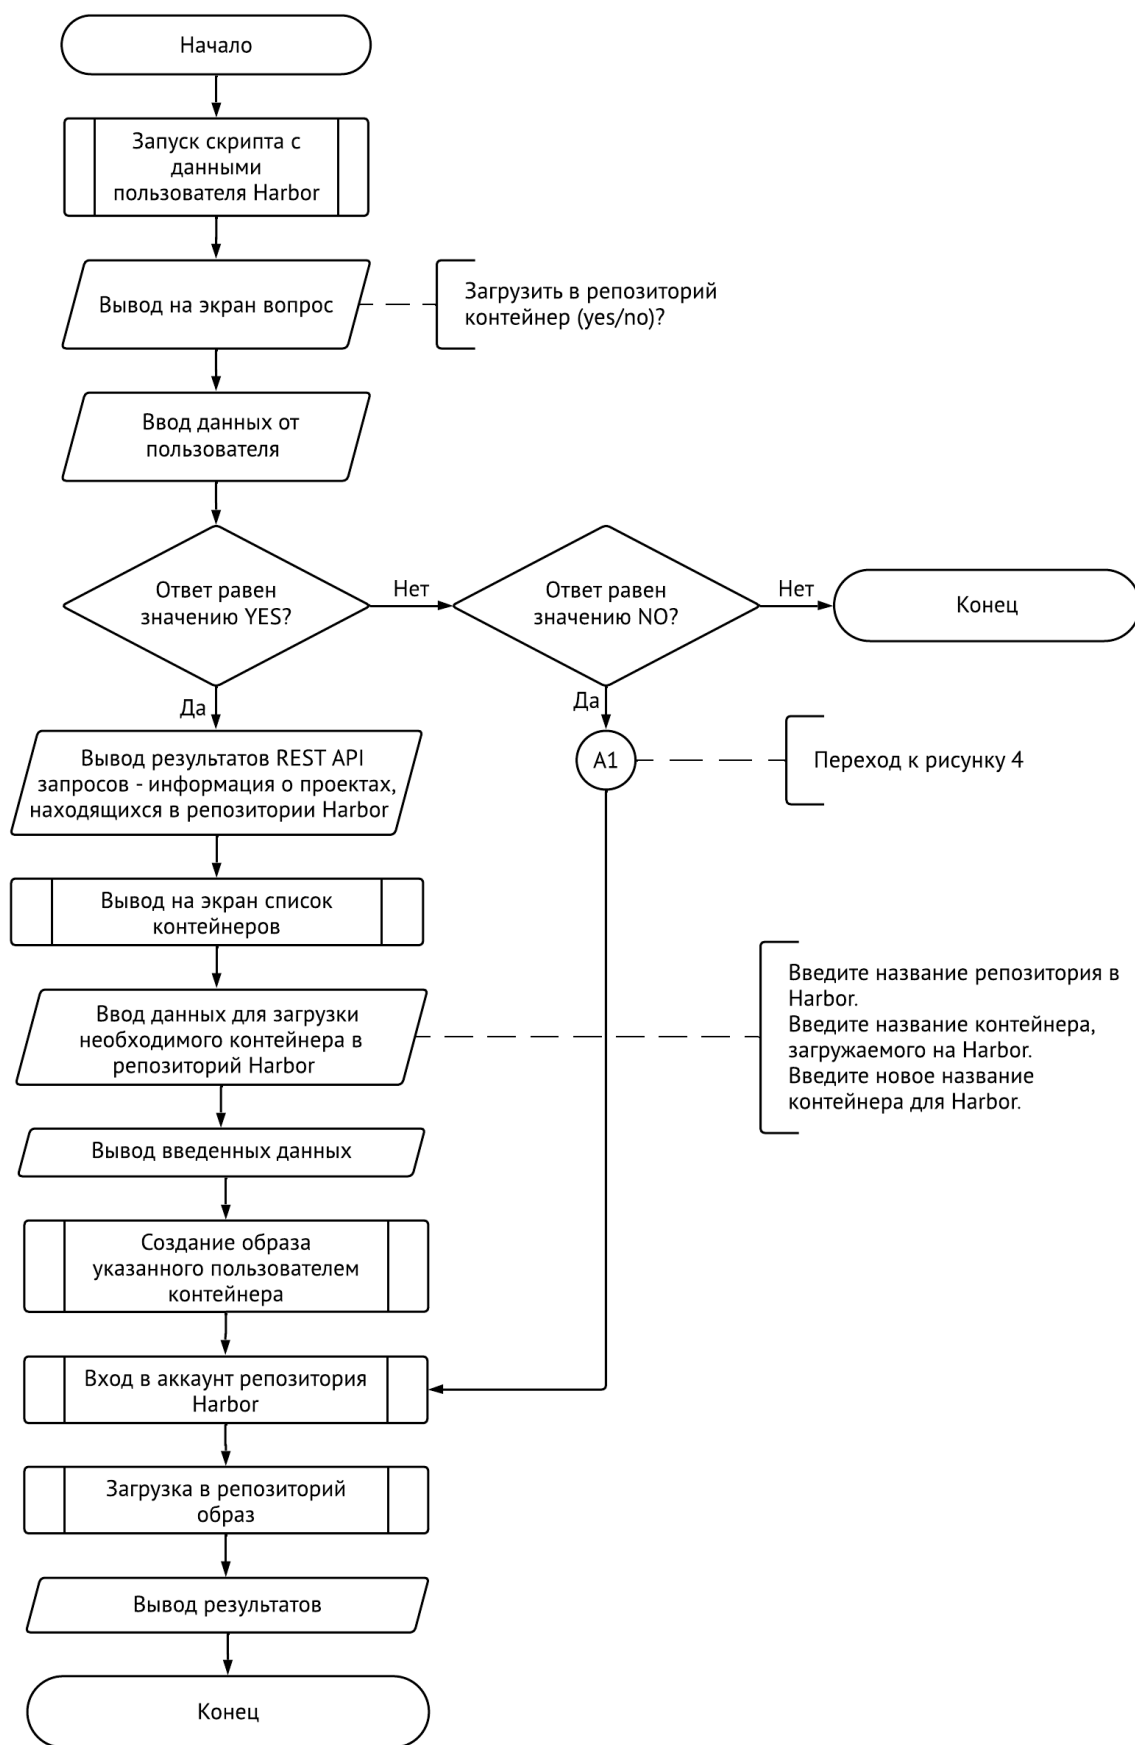 Начало
Запуск скрипта с
данными
пользователя Harbor
Вывод на экран вопрос
Загрузить в репозиторий
контейнер (yes/no)?
Ввод данных от
пользователя
Ответ равен
значению YES?
Нет
Ответ равен
значению NO?
Нет
Конец
Да
Да
Вывод результатов REST API
запросов - информация о проектах,
находящихся в репозитории Harbor
А1
Переход к рисунку 4
Вывод на экран список
контейнеров
Ввод данных для загрузки
необходимого контейнера в
репозиторий Harbor
Введите название репозитория в
Harbor.
Введите название контейнера,
загружаемого на Harbor.
Введите новое название
контейнера для Harbor.
Вывод введенных данных
Создание образа
указанного пользователем
контейнера
Вход в аккаунт репозитория
Harbor
Загрузка в репозиторий
образ
Вывод результатов
Конец